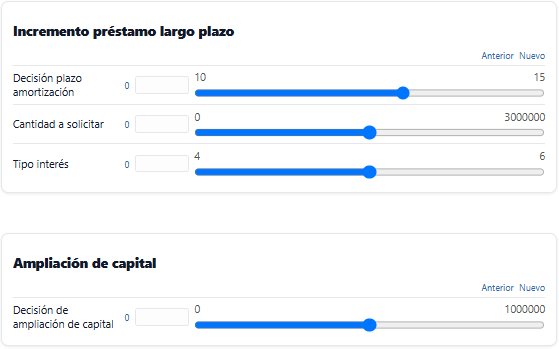 Incremento préstamo largo plazo
Anterior Nuevo
Decisión plazo
amortización
0
10
15
Cantidad a solicitar
0
0
3000000
Tipo interés
0
4
6
Ampliación de capital
Anterior Nuevo
Decisión de
ampliación de capital
0
0
1000000